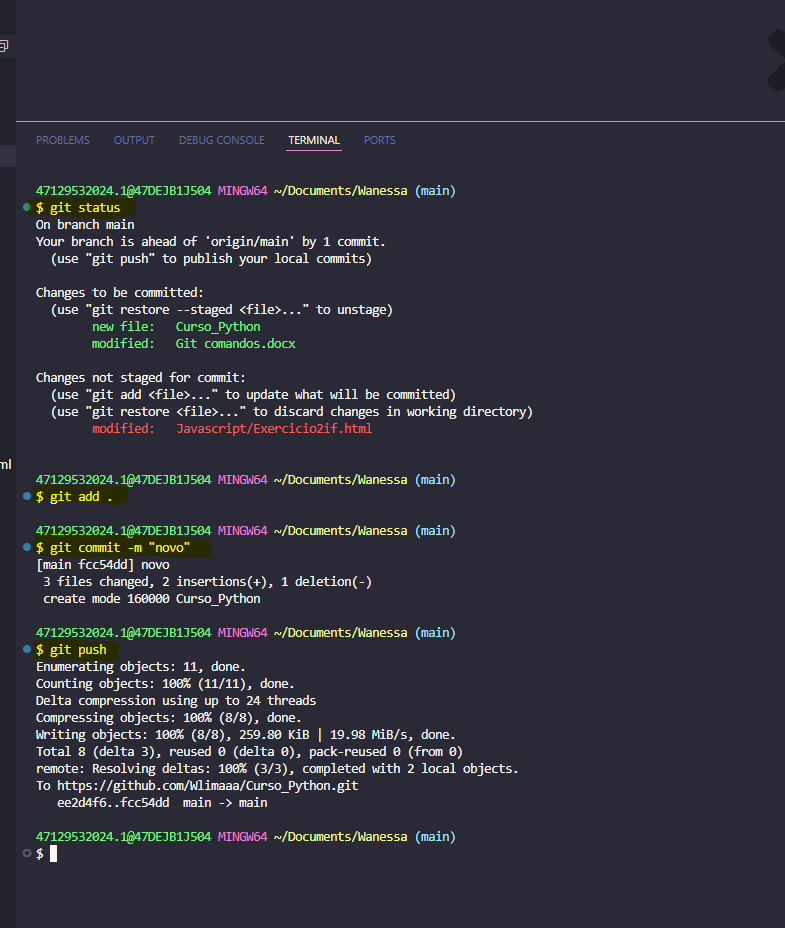 PROBLEMS OUTPUT DEBUG CONSOLE TERMINAL PORTS
47129532024.1@47DEJB1J504 MINGW64 ~/Documents/Wanessa (main)
$ git status
On branch main
Your branch is ahead of 'origin/main' by 1 commit.
  (use "git push" to publish your local commits)
Changes to be committed:
  (use "git restore --staged <file>..." to unstage)
        new file:   Curso_Python
        modified:   Git comandos.docx
Changes not staged for commit:
  (use "git add <file>..." to update what will be committed)
  (use "git restore <file>..." to discard changes in working directory)
        modified:   Javascript/Exercicio2if.html
ml
47129532024.1@47DEJB1J504 MINGW64 ~/Documents/Wanessa (main)
$ git add .
47129532024.1@47DEJB1J504 MINGW64 ~/Documents/Wanessa (main)
$ git commit -m "novo"
[main fcc54dd] novo
 3 files changed, 2 insertions(+), 1 deletion(-)
 create mode 160000 Curso_Python
47129532024.1@47DEJB1J504 MINGW64 ~/Documents/Wanessa (main)
$ git push
Enumerating objects: 11, done.
Counting objects: 100% (11/11), done.
Delta compression using up to 24 threads
Compressing objects: 100% (8/8), done.
Writing objects: 100% (8/8), 259.80 KiB | 19.98 MiB/s, done.
Total 8 (delta 3), reused 0 (delta 0), pack-reused 0 (from 0)
remote: Resolving deltas: 100% (3/3), completed with 2 local objects.
To https://github.com/Wlimaaa/Curso_Python.git
   ee2d4f6..fcc54dd  main -> main
47129532024.1@47DEJB1J504 MINGW64 ~/Documents/Wanessa (main)
$